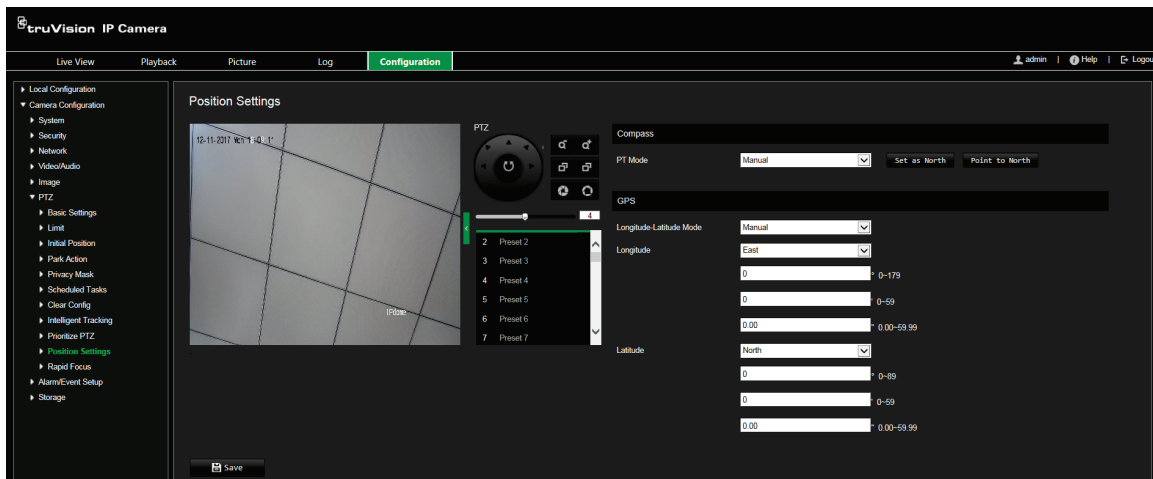 truVision IP Camera
Live View Playback Picture Log Configuration admin | Help | Logou
Local Configuration
Camera Configuration
System
Security
Network
Video/Audio
Image
PTZ
Basic Settings
Limit
Initial Position
Park Action
Privacy Mask
Scheduled Tasks
Clear Config
Intelligent Tracking
Prioritize PTZ
Position Settings
Rapid Focus
Alarm/Event Setup
Storage
Position Settings
12-11-2017
IPdome
PTZ
4
2 Preset 2
3 Preset 3
4 Preset 4
5 Preset 5
6 Preset 6
7 Preset 7
Compass
PT Mode Manual Set as North Point to North
GPS
Longitude-Latitude Mode Manual
Longitude East
0 ° 0~179
0 ' 0~59
0.00 " 0.00~59.99
Latitude North
0 ° 0~89
0 ' 0~59
0.00 " 0.00~59.99
Save